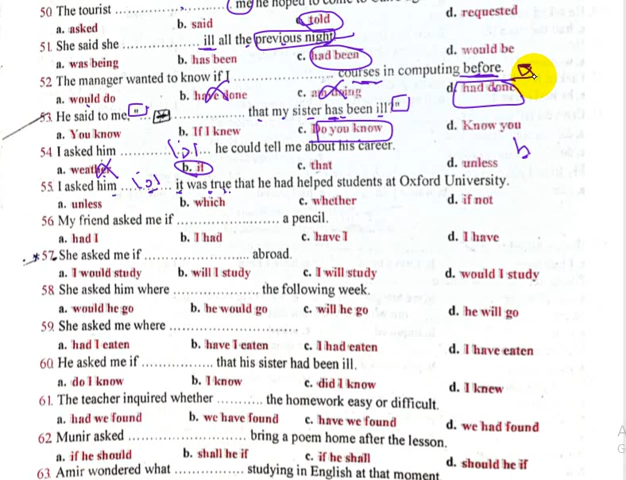 50 The tourist ................ me he hoped to come to
a. asked b. said c. told d. requested
51. She said she .................. ill all the previous night.
a. was being b. has been c. had been d. would be
52 The manager wanted to know if I .................. courses in computing before.
a. would do b. have done c. am doing d. had done
53. He said to me, " .................. that my sister has been ill?"
a. You know b. If I knew c. Do you know d. Know you
54 I asked him .................. he could tell me about his career.
a. weather b. if c. that d. unless
55. I asked him .............. it was true that he had helped students at Oxford University.
a. unless b. which c. whether d. if not
56 My friend asked me if .......................... a pencil.
a. had I b. I had c. have I d. I have
*57. She asked me if .......................... abroad.
a. I would study b. will I study c. I will study d. would I study
58. She asked him where .................. the following week.
a. would he go b. he would go c. will he go d. he will go
59. She asked me where ................................
a. had I eaten b. have I eaten c. I had eaten d. I have eaten
60. He asked me if .................. that his sister had been ill.
a. do I know b. I know c. did I know d. I knew
61. The teacher inquired whether ........... the homework easy or difficult.
a. had we found b. we have found c. have we found d. we had found
62 Munir asked ............................ bring a poem home after the lesson.
a. if he should b. shall he if c. if he shall d. should he if
63. Amir wondered what ................. studying in English at that moment